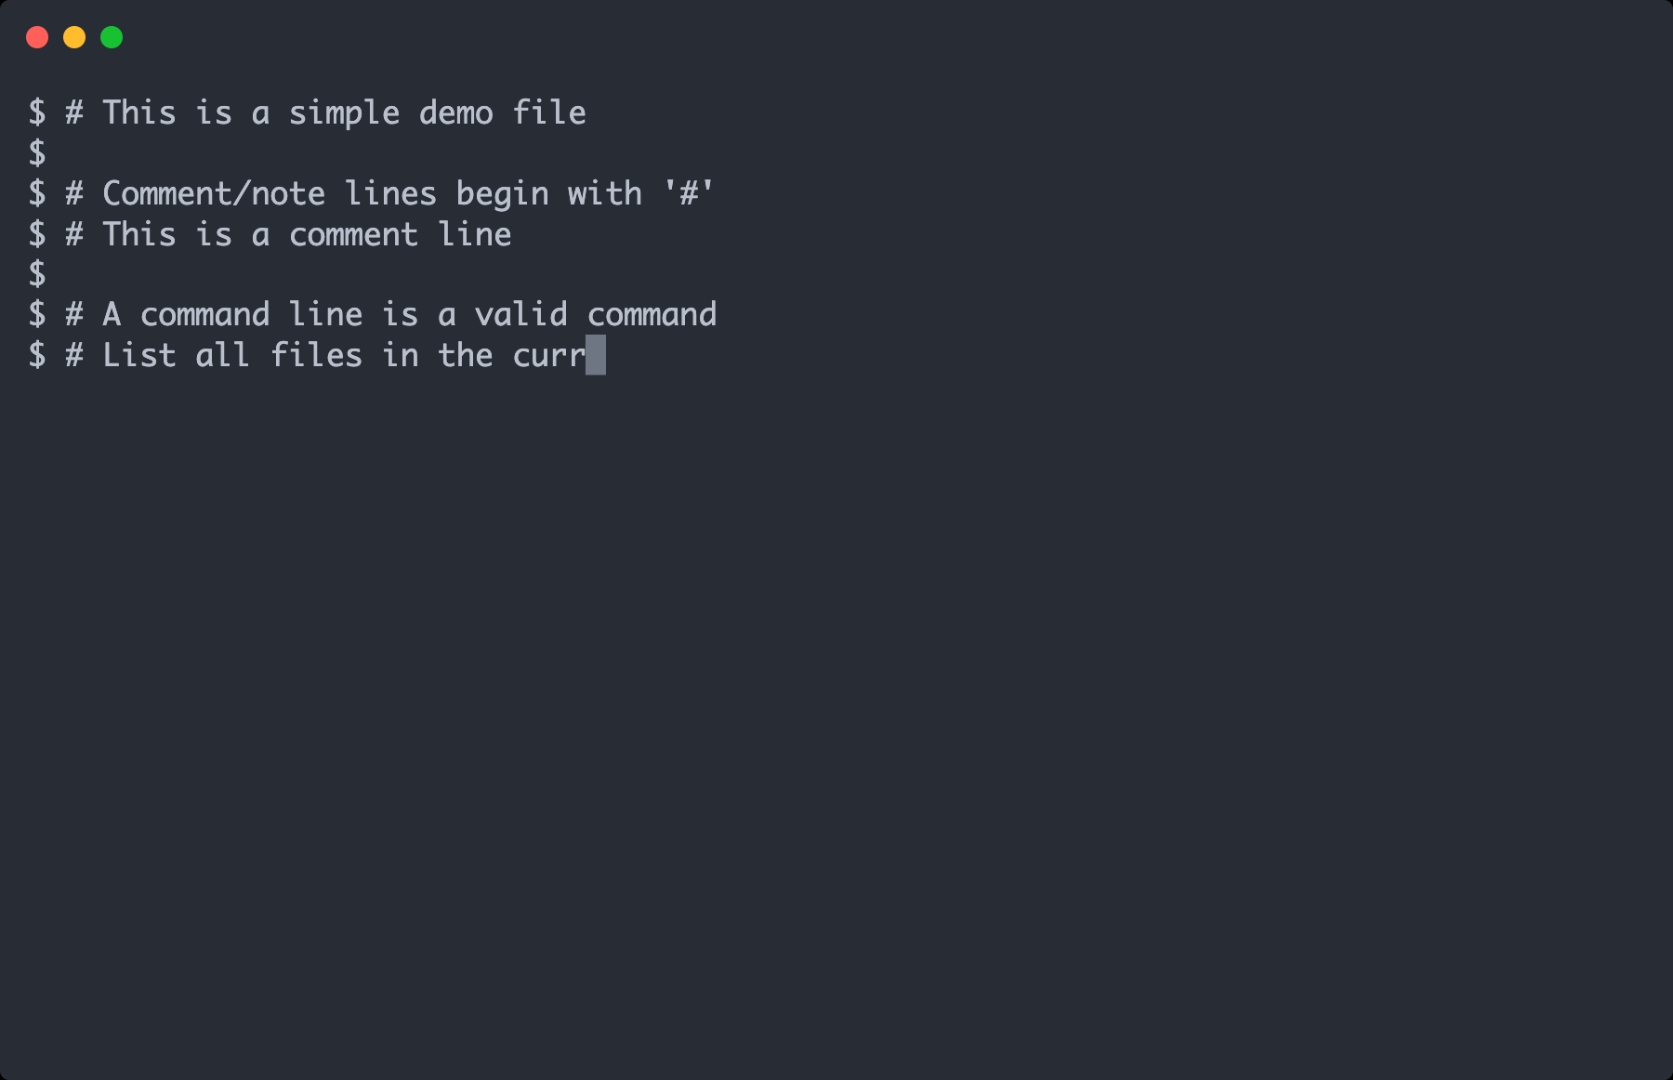 $ # This is a simple demo file
$
$ # Comment/note lines begin with '#'
$ # This is a comment line
$
$ # A command line is a valid command
$ # List all files in the curr